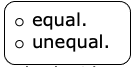 ○ equal.
○ unequal.